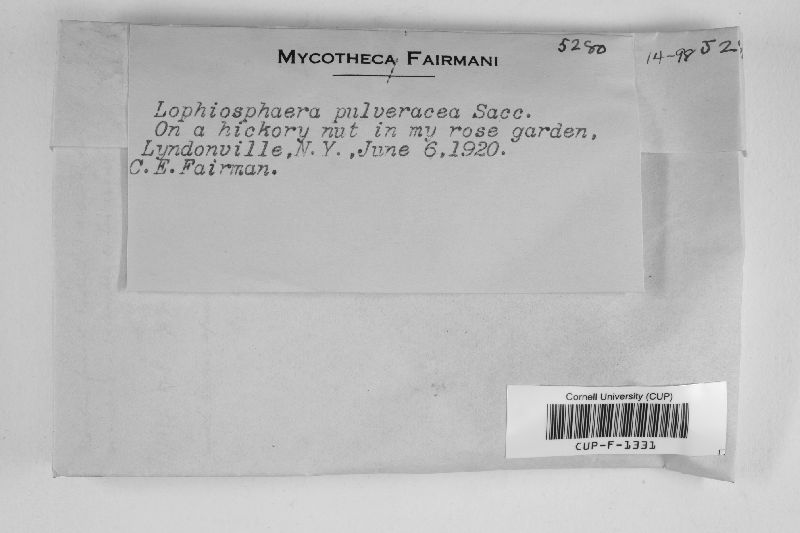 5280
14-98 J2
MYCOTHECA FAIRMANI
Lophiosphaera pulveracea Sacc.
On a hickory nut in my rose garden,
Lyndonville,N.Y.,June 6,1920.
C.E.Fairman.
Cornell University (CUP)
CUP-F-1331